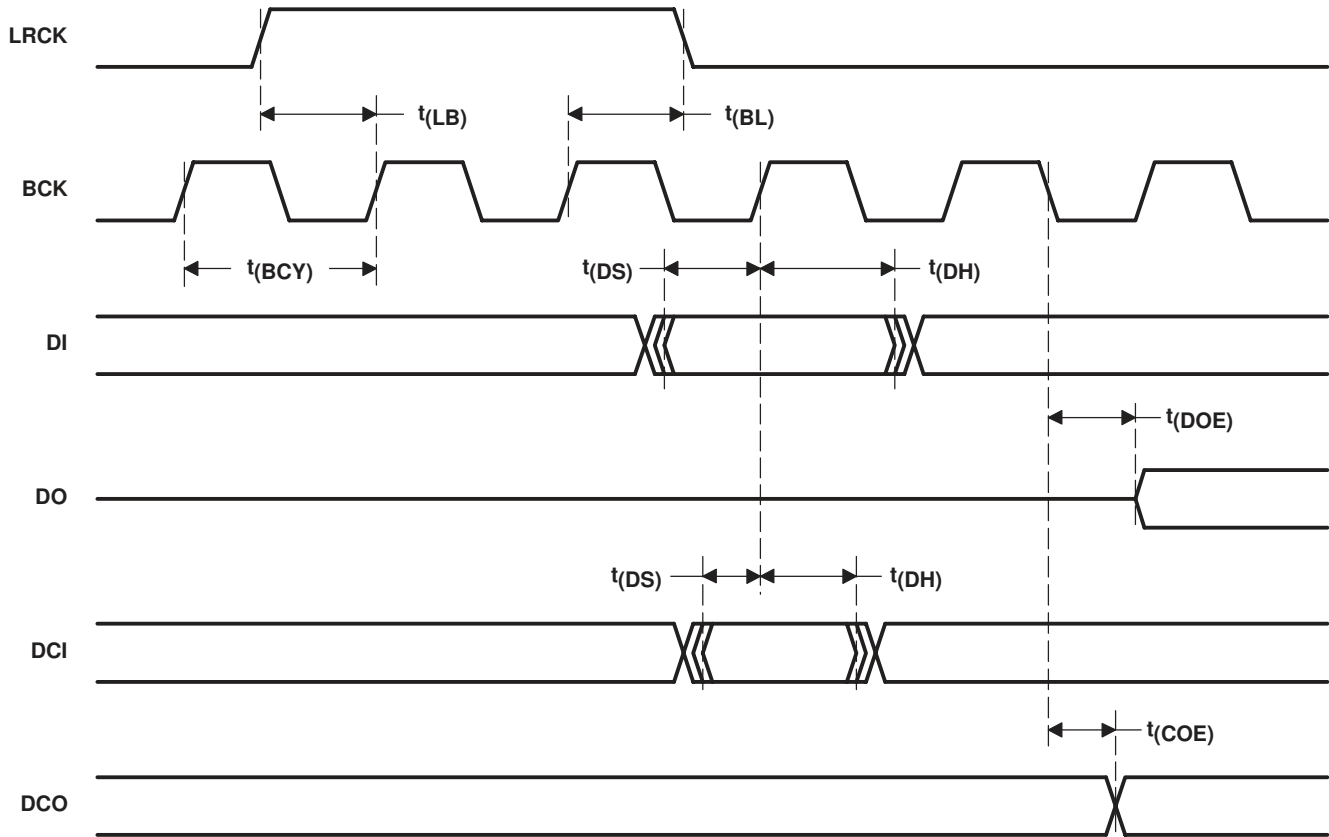 LRCK
t(LB)
t(BL)
BCK
t(BCY)
t(DS)
t(DH)
DI
t(DOE)
DO
t(DS)
t(DH)
DCI
t(COE)
DCO